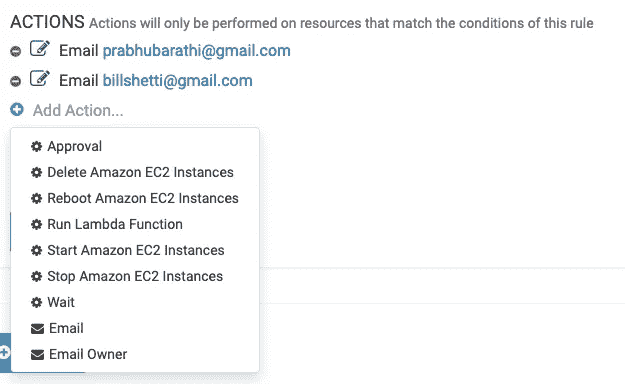 ACTIONS Actions will only be performed on resources that match the conditions of this rule
Email prabhubarathi@gmail.com
Email billshetti@gmail.com
Add Action...
Approval
Delete Amazon EC2 Instances
Reboot Amazon EC2 Instances
Run Lambda Function
Start Amazon EC2 Instances
Stop Amazon EC2 Instances
Wait
Email
Email Owner